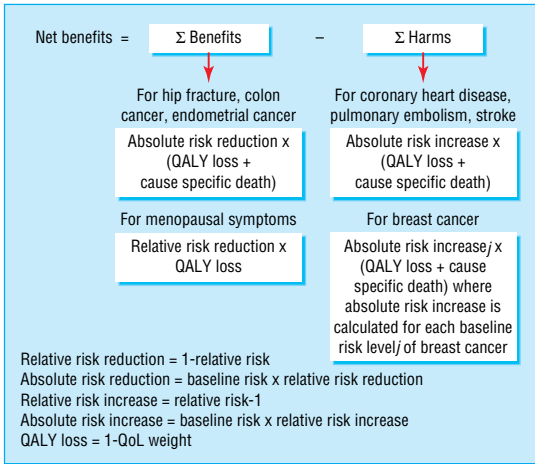 Net benefits = Σ Benefits – Σ Harms
For hip fracture, colon
cancer, endometrial cancer
Absolute risk reduction x
(QALY loss +
cause specific death)
For menopausal symptoms
Relative risk reduction x
QALY loss
For coronary heart disease,
pulmonary embolism, stroke
Absolute risk increase x
(QALY loss +
cause specific death)
For breast cancer
Absolute risk increasej x
(QALY loss + cause
specific death) where
absolute risk increase is
calculated for each baseline
risk levelj of breast cancer
Relative risk reduction = 1-relative risk
Absolute risk reduction = baseline risk x relative risk reduction
Relative risk increase = relative risk-1
Absolute risk increase = baseline risk x relative risk increase
QALY loss = 1-QoL weight